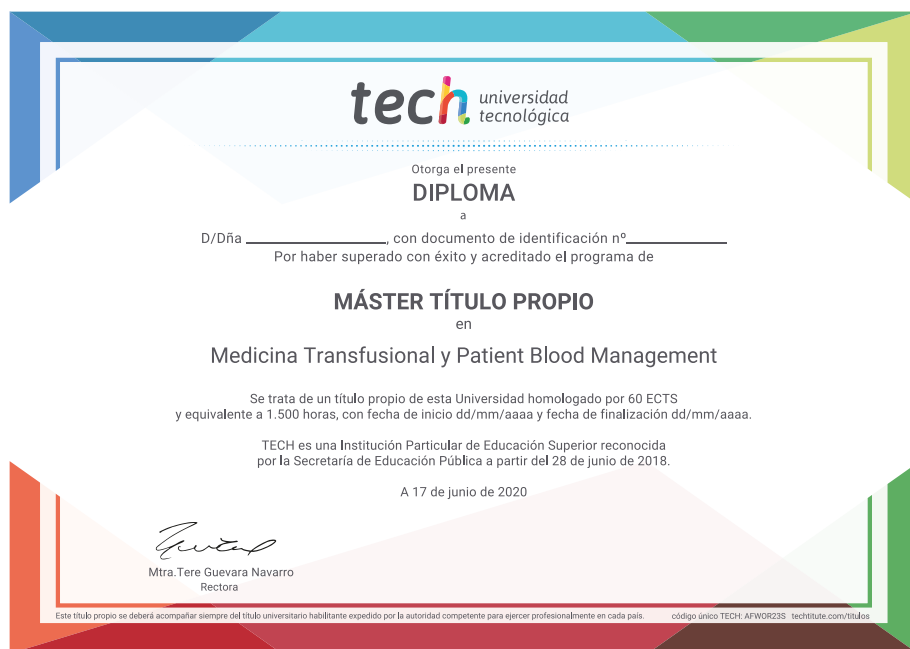 tech universidad
tecnológica
Otorga el presente
DIPLOMA
a
D/Dña ________________, con documento de identificación nº____________
Por haber superado con éxito y acreditado el programa de
MÁSTER TÍTULO PROPIO
en
Medicina Transfusional y Patient Blood Management
Se trata de un título propio de esta Universidad homologado por 60 ECTS
y equivalente a 1.500 horas, con fecha de inicio dd/mm/aaaa y fecha de finalización dd/mm/aaaa.
TECH es una Institución Particular de Educación Superior reconocida
por la Secretaría de Educación Pública a partir del 28 de junio de 2018.
A 17 de junio de 2020
Mtra.Tere Guevara Navarro
Rectora
Este título propio se deberá acompañar siempre del título universitario habilitante expedido por la autoridad competente para ejercer profesionalmente en cada país. código único TECH: AFWOR23S techtitute.com/titulos